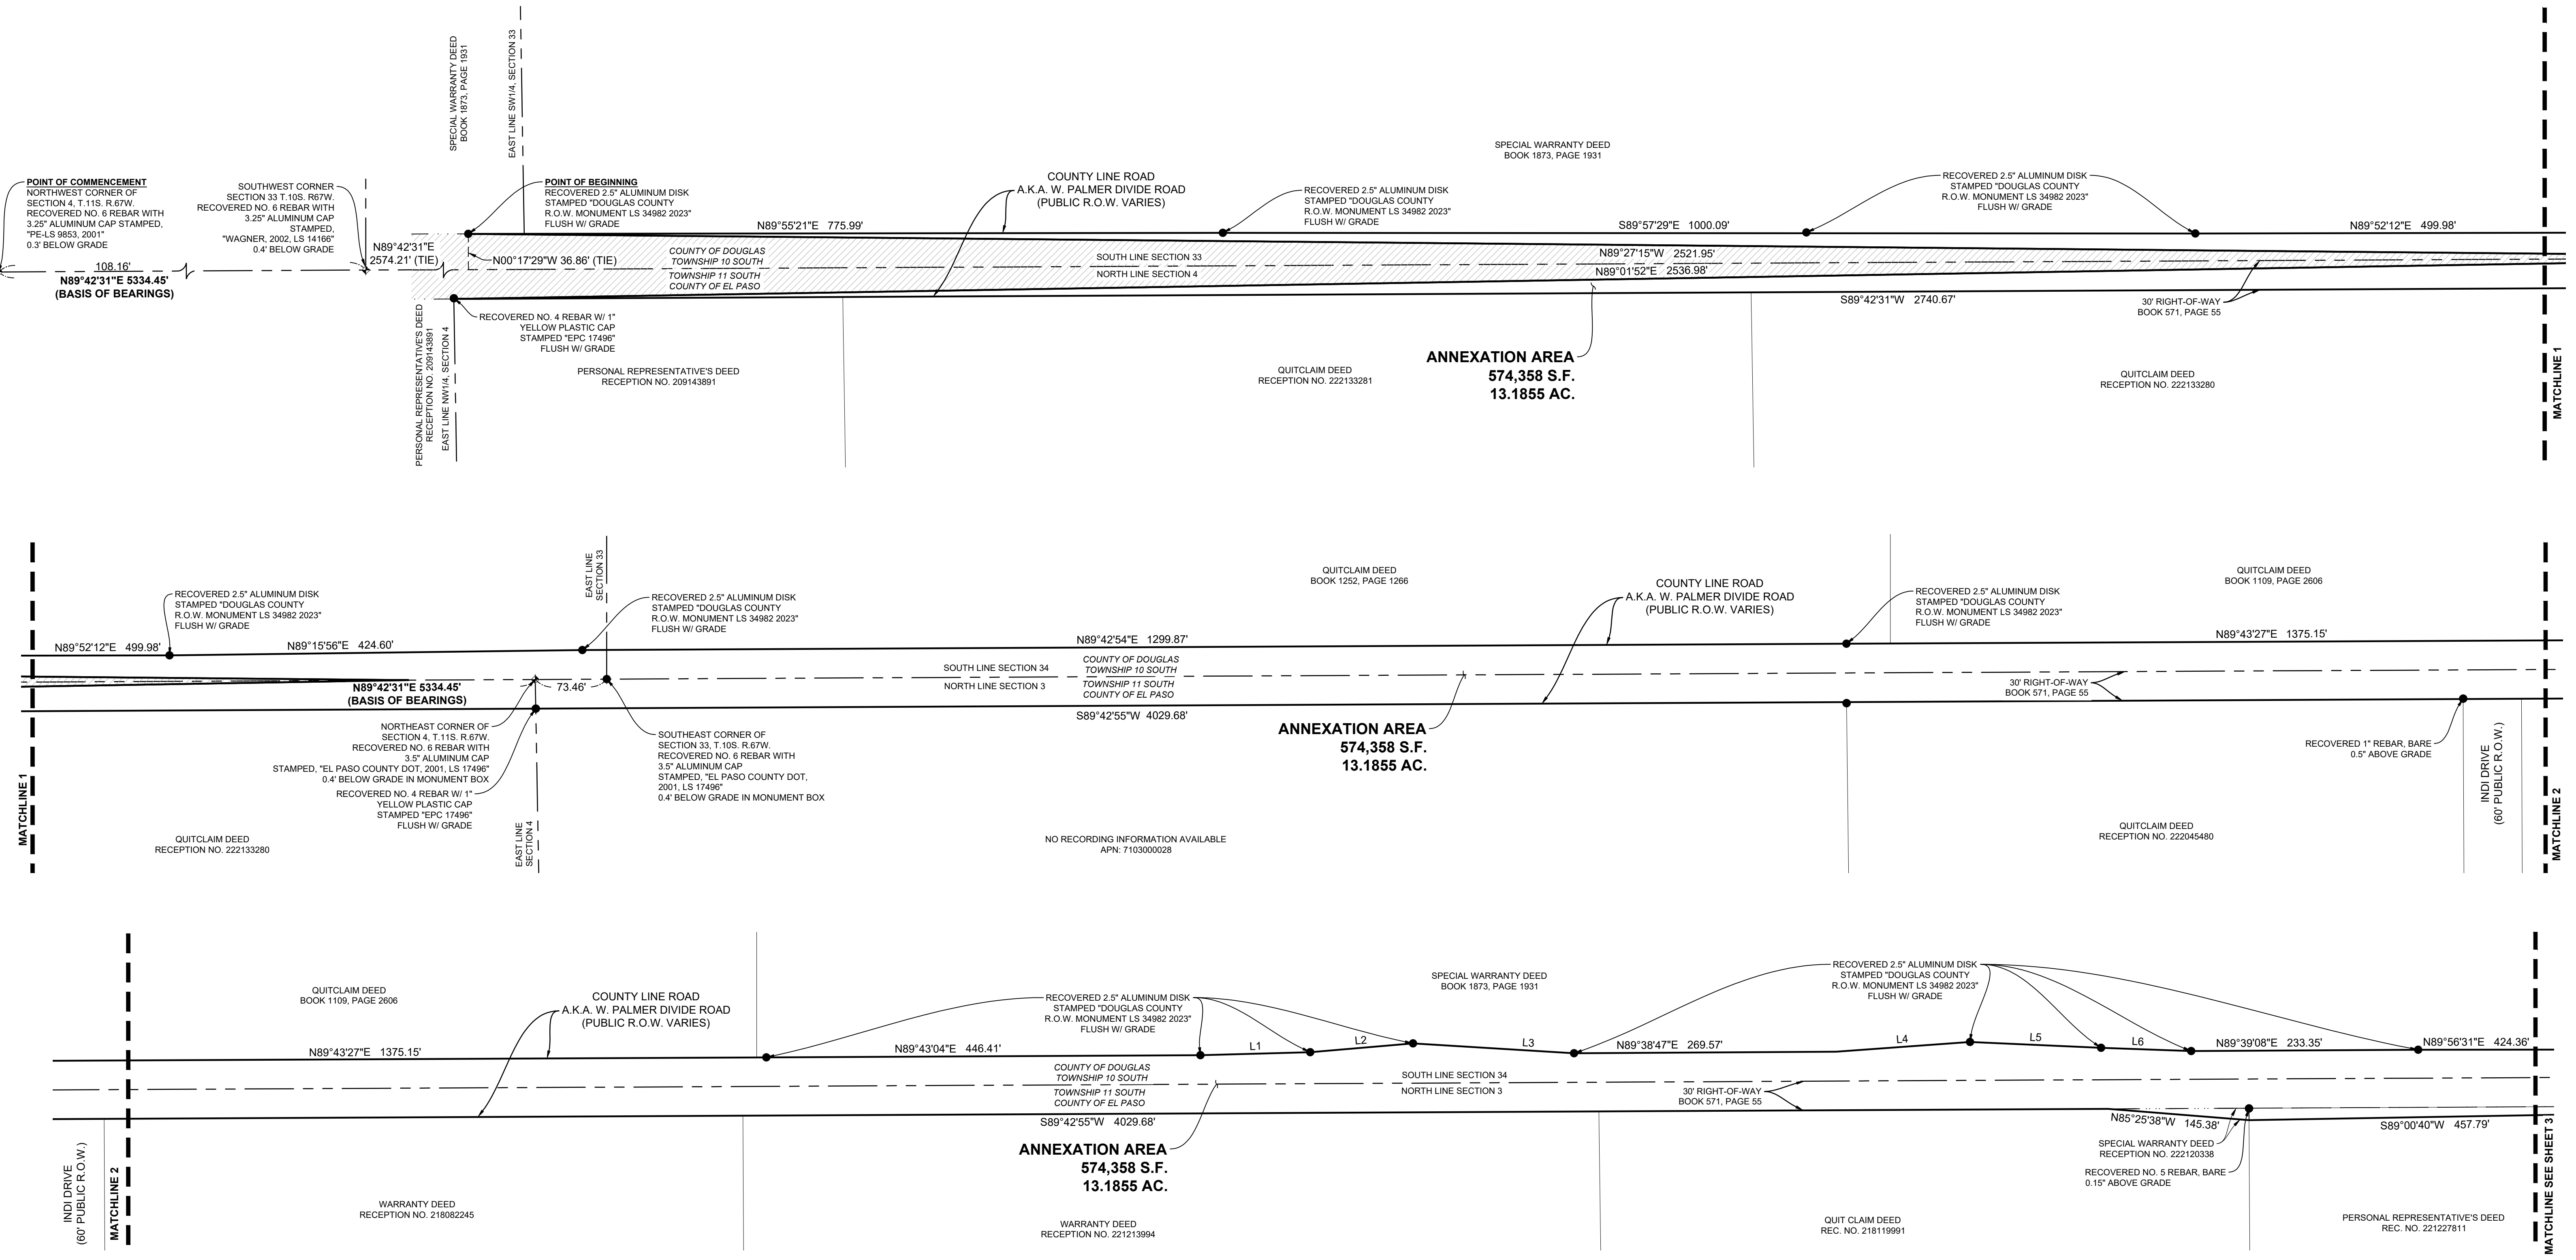 SPECIAL WARRANTY DEED
BOOK 1873, PAGE 1931
EAST LINE SW1/4, SECTION 33
POINT OF COMMENCEMENT
NORTHWEST CORNER OF
SECTION 4, T.11S. R.67W.
RECOVERED NO. 6 REBAR WITH
3.25" ALUMINUM CAP STAMPED,
"PE-LS 9853, 2001"
0.3' BELOW GRADE
108.16'
N89°42'31"E 5334.45'
(BASIS OF BEARINGS)
SOUTHWEST CORNER
SECTION 33 T.10S. R67W.
RECOVERED NO. 6 REBAR WITH
3.25" ALUMINUM CAP
STAMPED,
"WAGNER, 2002, LS 14166"
0.4' BELOW GRADE
N89°42'31"E
2574.21' (TIE)
POINT OF BEGINNING
RECOVERED 2.5" ALUMINUM DISK
STAMPED "DOUGLAS COUNTY
R.O.W. MONUMENT LS 34982 2023"
FLUSH W/ GRADE
N00°17'29"W 36.86' (TIE)
N89°55'21"E 775.99'
COUNTY OF DOUGLAS
TOWNSHIP 10 SOUTH
TOWNSHIP 11 SOUTH
COUNTY OF EL PASO
COUNTY LINE ROAD
A.K.A. W. PALMER DIVIDE ROAD
(PUBLIC R.O.W. VARIES)
SOUTH LINE SECTION 33
NORTH LINE SECTION 4
RECOVERED 2.5" ALUMINUM DISK
STAMPED "DOUGLAS COUNTY
R.O.W. MONUMENT LS 34982 2023"
FLUSH W/ GRADE
SPECIAL WARRANTY DEED
BOOK 1873, PAGE 1931
S89°57'29"E 1000.09'
N89°27'15"W 2521.95'
N89°01'52"E 2536.98'
RECOVERED 2.5" ALUMINUM DISK
STAMPED "DOUGLAS COUNTY
R.O.W. MONUMENT LS 34982 2023"
FLUSH W/ GRADE
N89°52'12"E 499.98'
S89°42'31"W 2740.67'
30' RIGHT-OF-WAY
BOOK 571, PAGE 55
PERSONAL REPRESENTATIVE'S DEED
RECEPTION NO. 209143891
EAST LINE NW1/4, SECTION 4
RECOVERED NO. 4 REBAR W/ 1"
YELLOW PLASTIC CAP
STAMPED "EPC 17496"
FLUSH W/ GRADE
PERSONAL REPRESENTATIVE'S DEED
RECEPTION NO. 209143891
QUITCLAIM DEED
RECEPTION NO. 222133281
ANNEXATION AREA
574,358 S.F.
13.1855 AC.
QUITCLAIM DEED
RECEPTION NO. 222133280
MATCHLINE 1
MATCHLINE 1
N89°52'12"E 499.98'
RECOVERED 2.5" ALUMINUM DISK
STAMPED "DOUGLAS COUNTY
R.O.W. MONUMENT LS 34982 2023"
FLUSH W/ GRADE
N89°15'56"E 424.60'
EAST LINE
SECTION 33
RECOVERED 2.5" ALUMINUM DISK
STAMPED "DOUGLAS COUNTY
R.O.W. MONUMENT LS 34982 2023"
FLUSH W/ GRADE
N89°42'31"E 5334.45'
(BASIS OF BEARINGS)
73.46'
NORTHEAST CORNER OF
SECTION 4, T.11S. R.67W.
RECOVERED NO. 6 REBAR WITH
3.5" ALUMINUM CAP
STAMPED, "EL PASO COUNTY DOT, 2001, LS 17496"
0.4' BELOW GRADE IN MONUMENT BOX
RECOVERED NO. 4 REBAR W/ 1"
YELLOW PLASTIC CAP
STAMPED "EPC 17496"
FLUSH W/ GRADE
QUITCLAIM DEED
RECEPTION NO. 222133280
EAST LINE
SECTION 4
SOUTHEAST CORNER OF
SECTION 33, T.10S. R.67W.
RECOVERED NO. 6 REBAR WITH
3.5" ALUMINUM CAP
STAMPED, "EL PASO COUNTY DOT,
2001, LS 17496"
0.4' BELOW GRADE IN MONUMENT BOX
SOUTH LINE SECTION 34
NORTH LINE SECTION 3
N89°42'54"E 1299.87'
COUNTY OF DOUGLAS
TOWNSHIP 10 SOUTH
TOWNSHIP 11 SOUTH
COUNTY OF EL PASO
S89°42'55"W 4029.68'
QUITCLAIM DEED
BOOK 1252, PAGE 1266
COUNTY LINE ROAD
A.K.A. W. PALMER DIVIDE ROAD
(PUBLIC R.O.W. VARIES)
ANNEXATION AREA
574,358 S.F.
13.1855 AC.
NO RECORDING INFORMATION AVAILABLE
APN: 7103000028
RECOVERED 2.5" ALUMINUM DISK
STAMPED "DOUGLAS COUNTY
R.O.W. MONUMENT LS 34982 2023"
FLUSH W/ GRADE
QUITCLAIM DEED
BOOK 1109, PAGE 2606
N89°43'27"E 1375.15'
30' RIGHT-OF-WAY
BOOK 571, PAGE 55
RECOVERED 1" REBAR, BARE
0.5" ABOVE GRADE
QUITCLAIM DEED
RECEPTION NO. 222045480
INDI DRIVE
(60' PUBLIC R.O.W.)
MATCHLINE 2
INDI DRIVE
(60' PUBLIC R.O.W.)
MATCHLINE 2
QUITCLAIM DEED
BOOK 1109, PAGE 2606
N89°43'27"E 1375.15'
COUNTY LINE ROAD
A.K.A. W. PALMER DIVIDE ROAD
(PUBLIC R.O.W. VARIES)
WARRANTY DEED
RECEPTION NO. 218082245
RECOVERED 2.5" ALUMINUM DISK
STAMPED "DOUGLAS COUNTY
R.O.W. MONUMENT LS 34982 2023"
FLUSH W/ GRADE
N89°43'04"E 446.41'
COUNTY OF DOUGLAS
TOWNSHIP 10 SOUTH
TOWNSHIP 11 SOUTH
COUNTY OF EL PASO
S89°42'55"W 4029.68'
ANNEXATION AREA
574,358 S.F.
13.1855 AC.
WARRANTY DEED
RECEPTION NO. 221213994
SPECIAL WARRANTY DEED
BOOK 1873, PAGE 1931
L1
L2
L3
SOUTH LINE SECTION 34
NORTH LINE SECTION 3
N89°38'47"E 269.57'
30' RIGHT-OF-WAY
BOOK 571, PAGE 55
RECOVERED 2.5" ALUMINUM DISK
STAMPED "DOUGLAS COUNTY
R.O.W. MONUMENT LS 34982 2023"
FLUSH W/ GRADE
L4
L5
L6
N89°39'08"E 233.35'
N89°56'31"E 424.36'
N85°25'38"W 145.38'
S89°00'40"W 457.79'
SPECIAL WARRANTY DEED
RECEPTION NO. 222120338
RECOVERED NO. 5 REBAR, BARE
0.15" ABOVE GRADE
QUIT CLAIM DEED
REC. NO. 218119991
PERSONAL REPRESENTATIVE'S DEED
REC. NO. 221227811
MATCHLINE SEE SHEET 3